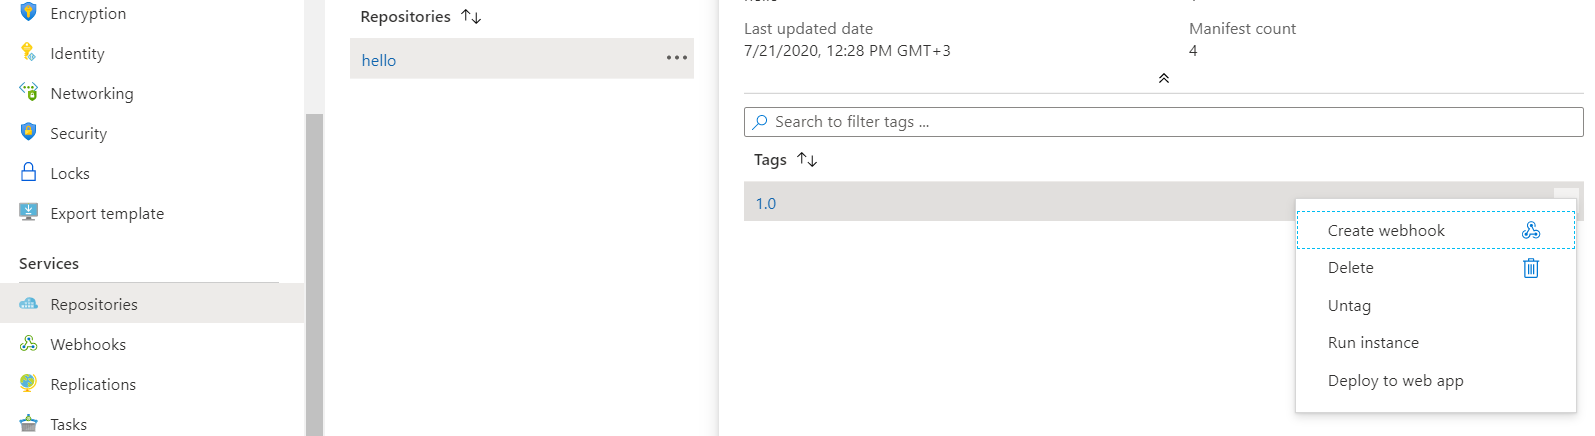 Encryption
Identity
Networking
Security
Locks
Export template
Services
Repositories
Webhooks
Replications
Tasks
Repositories
hello
Last updated date
7/21/2020, 12:28 PM GMT+3
Manifest count
4
Search to filter tags ...
Tags
1.0
Create webhook
Delete
Untag
Run instance
Deploy to web app